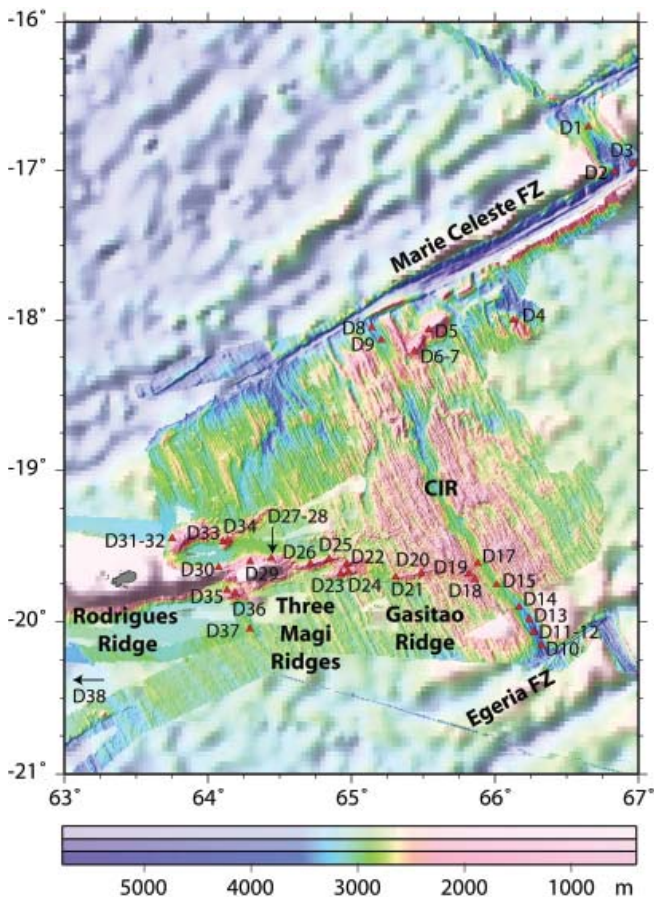 -16°
D1
D3
D2
-17°
Marie Celeste FZ
-18°
D8
D5
D4
D9
D6-7
-19°
CIR
D27-28
D31-32
D33
D34
D25
D26
D22
D20
D17
D30
D29
D19
D15
D23
D24
D21
D18
D35
D14
D36
D13
-20°
Rodrigues
Ridge
Three
Magi
Ridges
Gasitao
Ridge
D37
D11-12
D10
D38
Egeria FZ
-21°
63° 64° 65° 66° 67°
5000 4000 3000 2000 1000 m